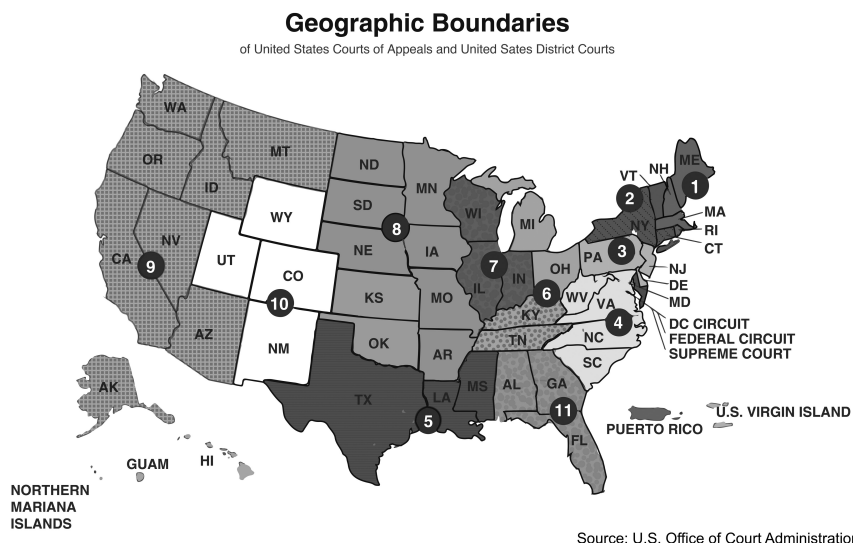 Geographic Boundaries
of United States Courts of Appeals and United Sates District Courts
WA
OR
ID
MT
ND
MN
SD
8
WI
MI
VT
NH
ME
1
2
NY
MA
RI
CT
WY
NE
IA
7
IL
IN
OH
6
PA
3
NJ
DE
MD
DC CIRCUIT
FEDERAL CIRCUIT
SUPREME COURT
CA
9
NV
UT
CO
10
KS
MO
KY
WV
VA
4
NC
SC
TN
AZ
NM
OK
AR
TX
LA
5
MS
AL
GA
11
FL
AK
HI
GUAM
NORTHERN
MARIANA
ISLANDS
PUERTO RICO
U.S. VIRGIN ISLAND
Source: U.S. Office of Court Administration